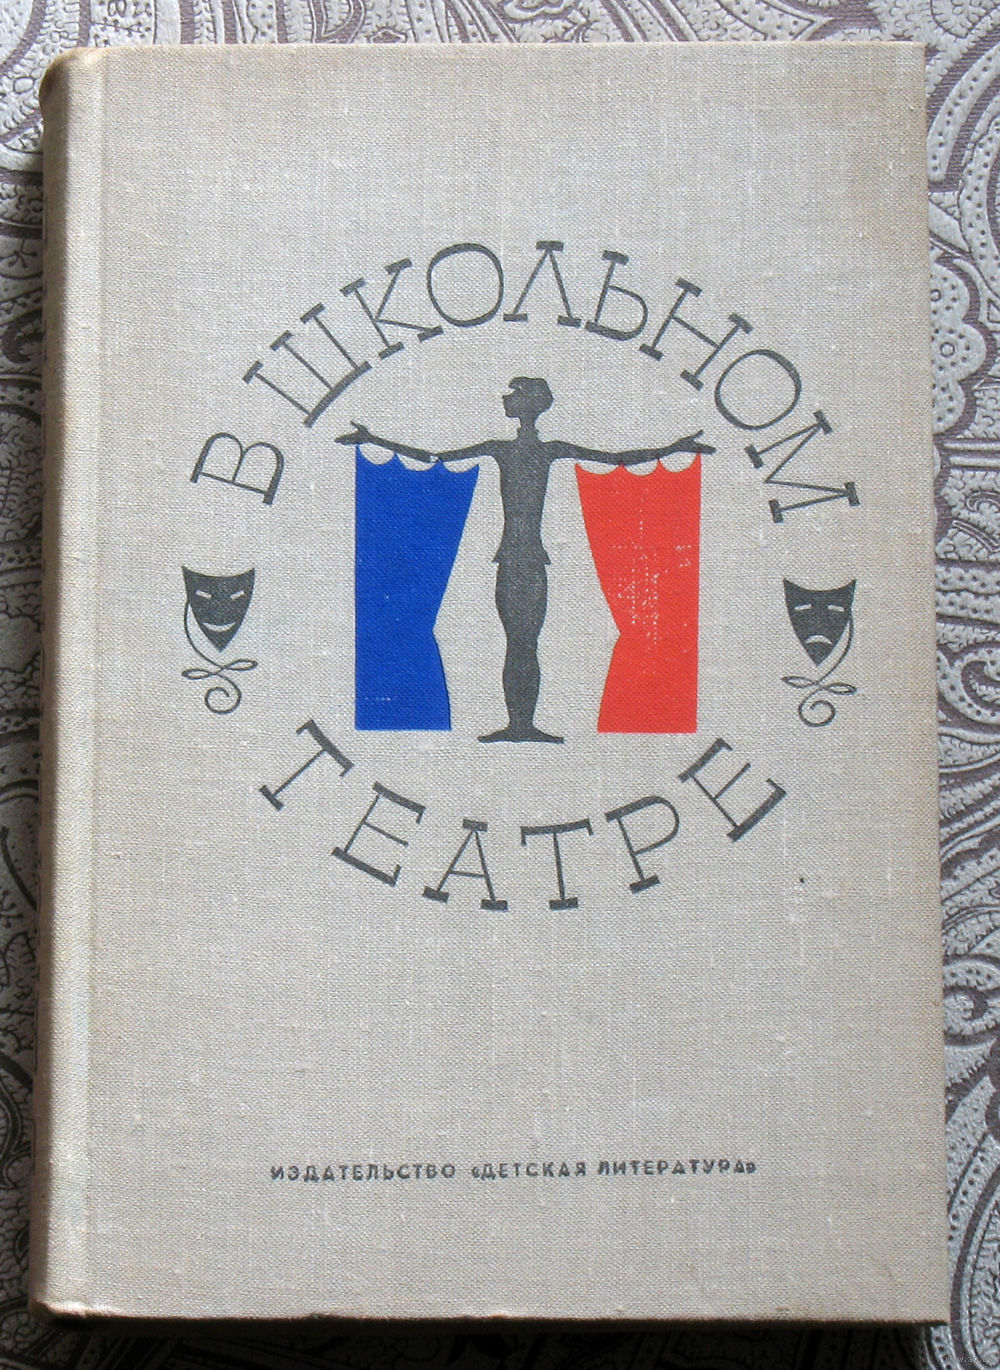 В ШКОЛЬНОМ
ТЕАТРЕ
ИЗДАТЕЛЬСТВО «ДЕТСКАЯ ЛИТЕРАТУРА»